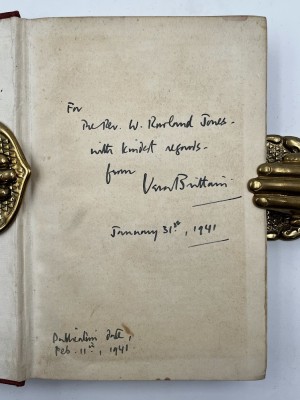 For
The Rev. W. Rowland Jones -
with kindest regards -
from Vera Brittain
January 31st, 1941
Publication Date,
Feb. 11th, 1941.